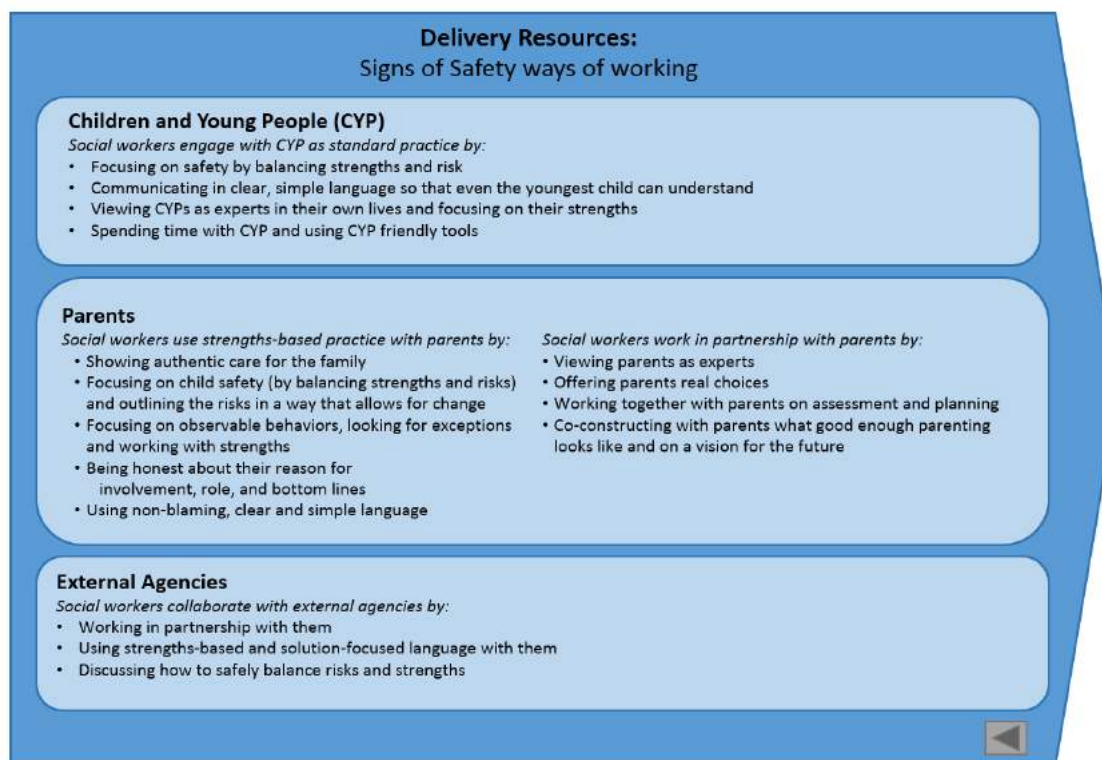 Delivery Resources:
Signs of Safety ways of working
Children and Young People (CYP)
Social workers engage with CYP as standard practice by:
• Focusing on safety by balancing strengths and risk
• Communicating in clear, simple language so that even the youngest child can understand
• Viewing CYPs as experts in their own lives and focusing on their strengths
• Spending time with CYP and using CYP friendly tools
Parents
Social workers use strengths-based practice with parents by:
• Showing authentic care for the family
• Focusing on child safety (by balancing strengths and risks)
and outlining the risks in a way that allows for change
• Focusing on observable behaviors, looking for exceptions
and working with strengths
• Being honest about their reason for
involvement, role, and bottom lines
• Using non-blaming, clear and simple language
Social workers work in partnership with parents by:
• Viewing parents as experts
• Offering parents real choices
• Working together with parents on assessment and planning
• Co-constructing with parents what good enough parenting
looks like and on a vision for the future
External Agencies
Social workers collaborate with external agencies by:
• Working in partnership with them
• Using strengths-based and solution-focused language with them
• Discussing how to safely balance risks and strengths